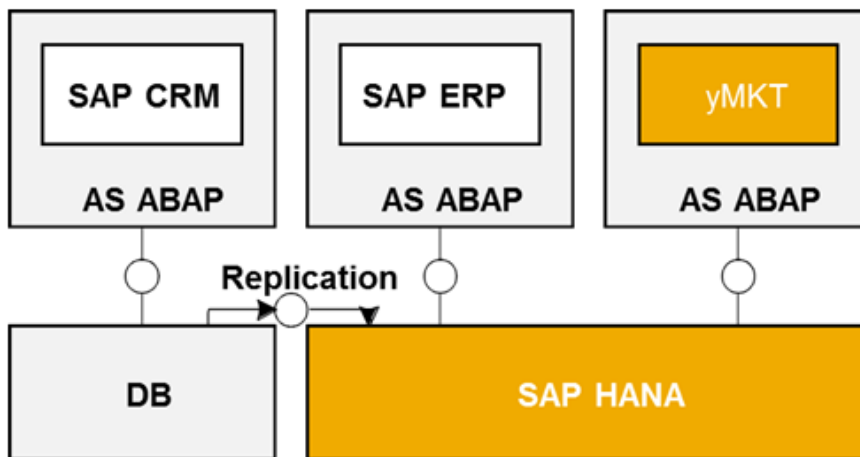 SAP CRM
SAP ERP
yMKT
AS ABAP
AS ABAP
AS ABAP
Replication
DB
SAP HANA